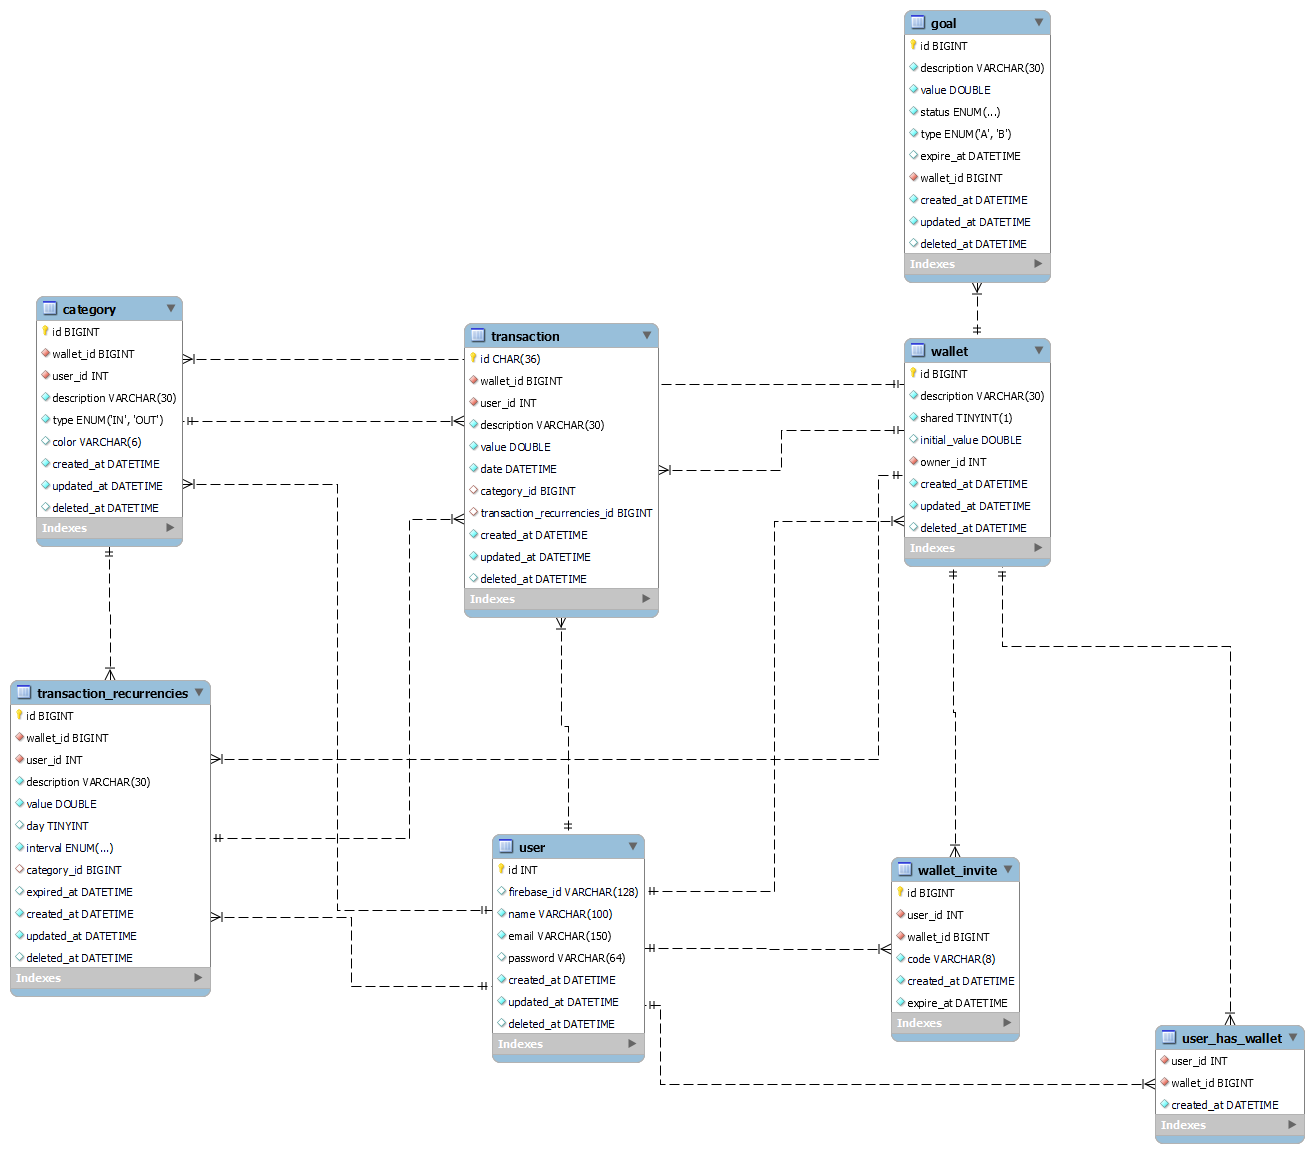 goal
id BIGINT
description VARCHAR(30)
value DOUBLE
status ENUM(...)
type ENUM('A', 'B')
expire_at DATETIME
wallet_id BIGINT
created_at DATETIME
updated_at DATETIME
deleted_at DATETIME
Indexes
category
id BIGINT
wallet_id BIGINT
user_id INT
description VARCHAR(30)
type ENUM('IN', 'OUT')
color VARCHAR(6)
created_at DATETIME
updated_at DATETIME
deleted_at DATETIME
Indexes
transaction
id CHAR(36)
wallet_id BIGINT
user_id INT
description VARCHAR(30)
value DOUBLE
date DATETIME
category_id BIGINT
transaction_recurrencies_id BIGINT
created_at DATETIME
updated_at DATETIME
deleted_at DATETIME
Indexes
wallet
id BIGINT
description VARCHAR(30)
shared TINYINT(1)
initial_value DOUBLE
owner_id INT
created_at DATETIME
updated_at DATETIME
deleted_at DATETIME
Indexes
transaction_recurrencies
id BIGINT
wallet_id BIGINT
user_id INT
description VARCHAR(30)
value DOUBLE
day TINYINT
interval ENUM(...)
category_id BIGINT
expired_at DATETIME
created_at DATETIME
updated_at DATETIME
deleted_at DATETIME
Indexes
user
id INT
firebase_id VARCHAR(128)
name VARCHAR(100)
email VARCHAR(150)
password VARCHAR(64)
created_at DATETIME
updated_at DATETIME
deleted_at DATETIME
Indexes
wallet_invite
id BIGINT
user_id INT
wallet_id BIGINT
code VARCHAR(8)
created_at DATETIME
expire_at DATETIME
Indexes
user_has_wallet
user_id INT
wallet_id BIGINT
created_at DATETIME
Indexes